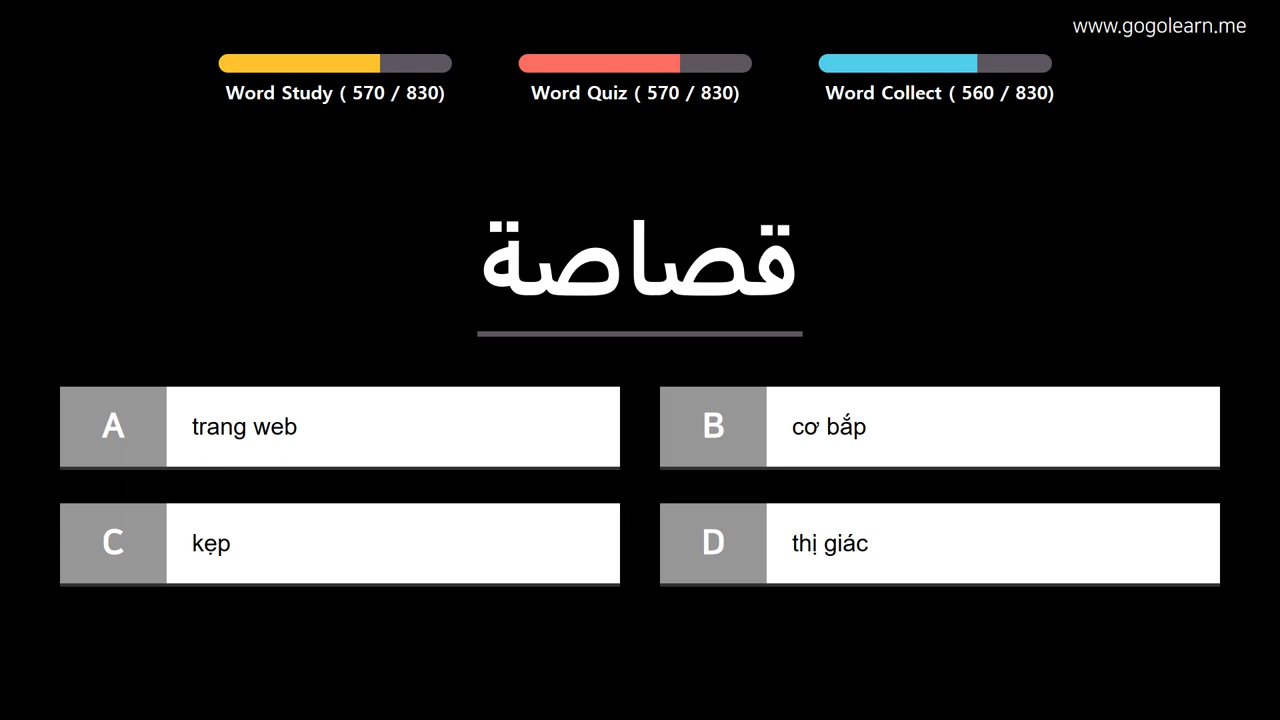 www.gogolearn.me
Word Study ( 570 / 830)
Word Quiz ( 570 / 830)
Word Collect ( 560 / 830)
قصاصة
A trang web
B cơ bắp
C kẹp
D thị giác